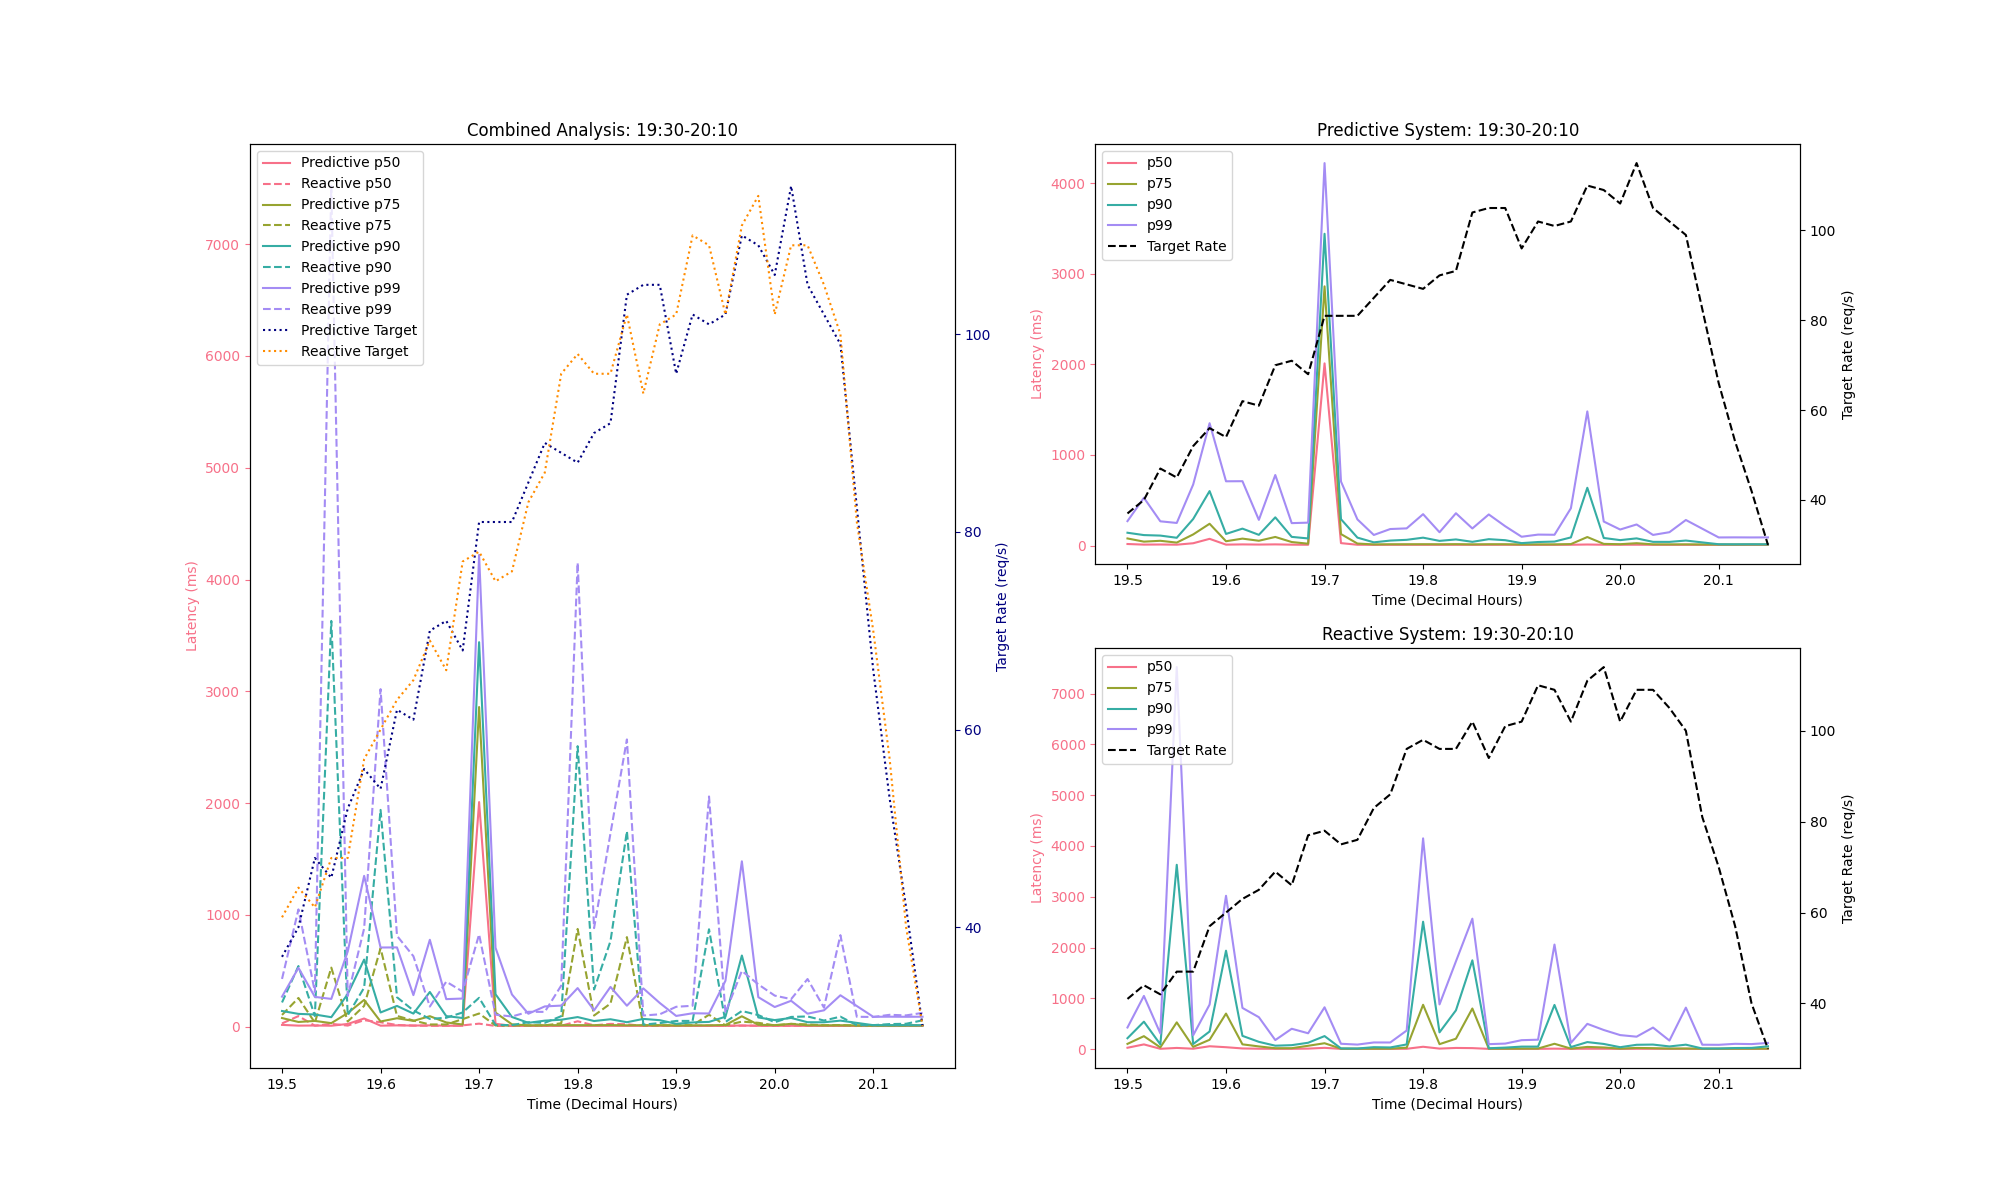 Combined Analysis: 19:30-20:10
Predictive p50
Reactive p50
Predictive p75
Reactive p75
Predictive p90
Reactive p90
Predictive p99
Reactive p99
Predictive Target
Reactive Target
7000
6000
5000
4000
3000
2000
1000
0
Latency (ms)
100
80
60
40
Target Rate (req/s)
19.5 19.6 19.7 19.8 19.9 20.0 20.1
Time (Decimal Hours)
Predictive System: 19:30-20:10
p50
p75
p90
p99
Target Rate
4000
3000
2000
1000
0
Latency (ms)
100
80
60
40
Target Rate (req/s)
19.5 19.6 19.7 19.8 19.9 20.0 20.1
Time (Decimal Hours)
Reactive System: 19:30-20:10
p50
p75
p90
p99
Target Rate
7000
6000
5000
4000
3000
2000
1000
0
Latency (ms)
100
80
60
40
Target Rate (req/s)
19.5 19.6 19.7 19.8 19.9 20.0 20.1
Time (Decimal Hours)